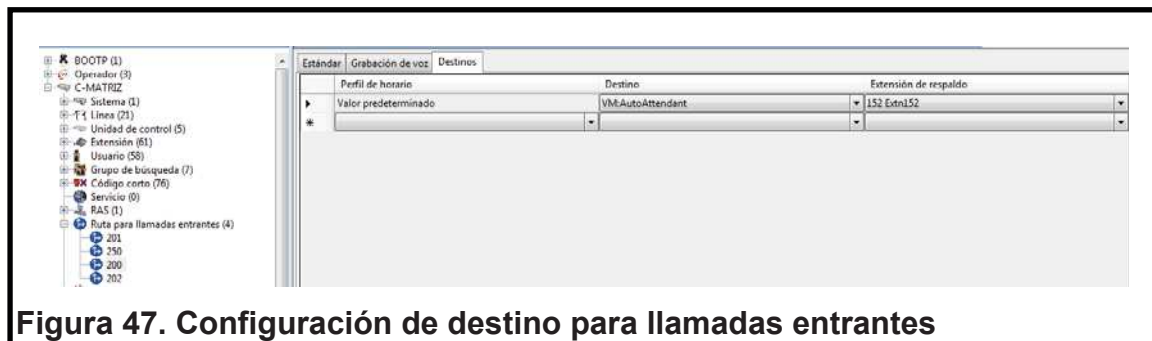 BOOTP (1)
Operador (3)
C-MATRIZ
Sistema (1)
Línea (21)
Unidad de control (5)
Extensión (61)
Usuario (58)
Grupo de búsqueda (7)
Código corto (76)
Servicio (0)
RAS (1)
Ruta para llamadas entrantes (4)
201
250
200
202
Estándar Grabación de voz Destinos
Perfil de horario Destino Extensión de respaldo
Valor predeterminado VM:AutoAttendant 152 Extn152
Figura 47. Configuración de destino para llamadas entrantes